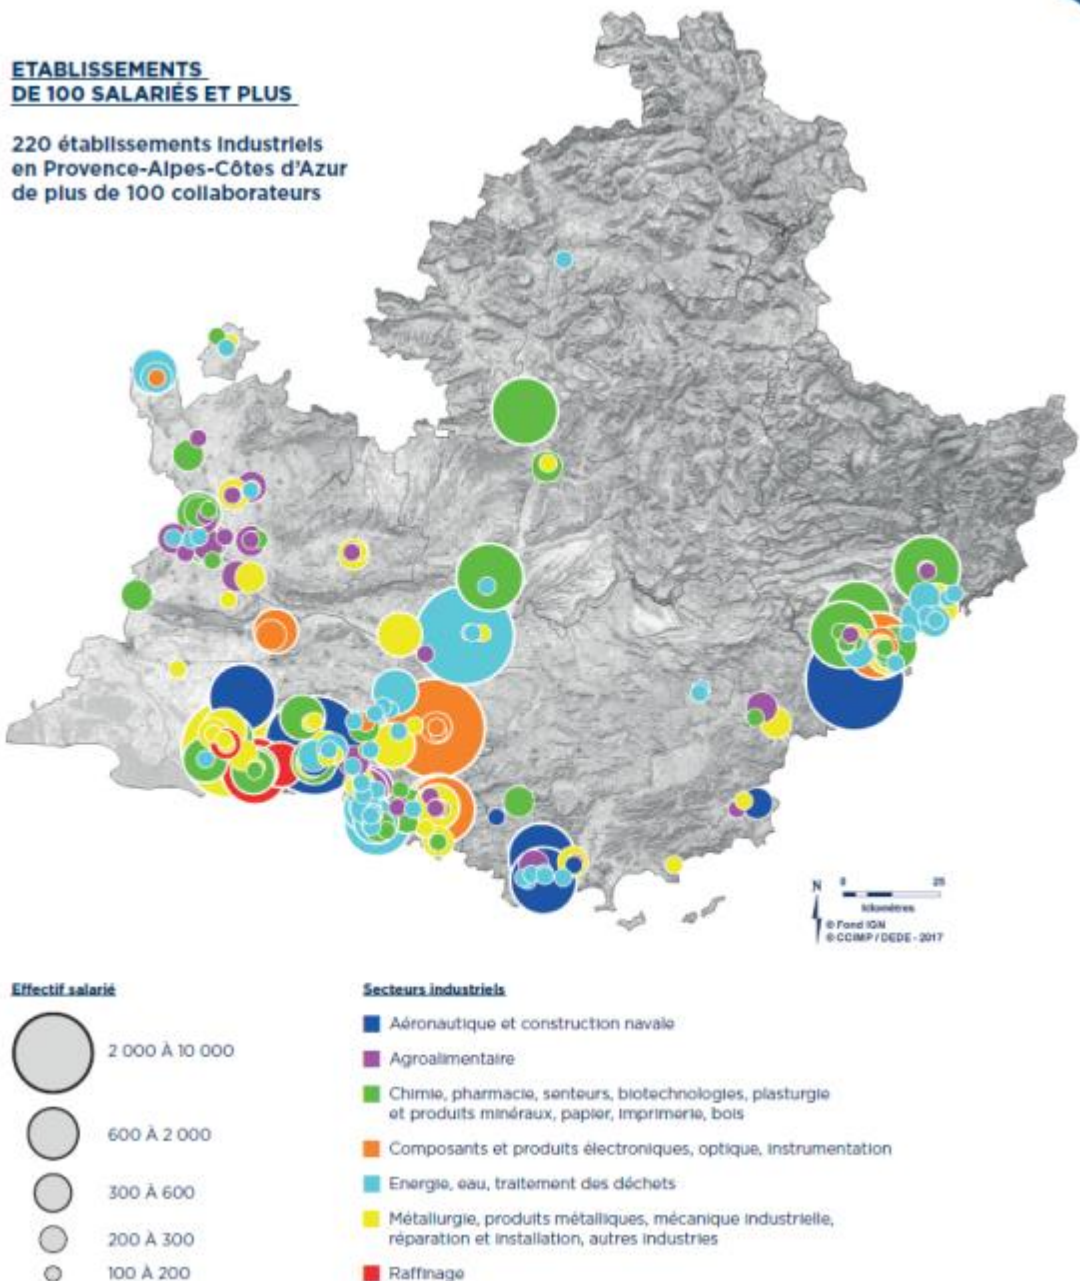 ETABLISSEMENTS
DE 100 SALARIÉS ET PLUS
220 établissements industriels
en Provence-Alpes-Côtes d'Azur
de plus de 100 collaborateurs
N
0 25
kilomètres
© Fond IGN
© CCIMP / DEDE - 2017
Effectif salarié
2 000 À 10 000
600 À 2 000
300 À 600
200 À 300
100 À 200
Secteurs industriels
Aéronautique et construction navale
Agroalimentaire
Chimie, pharmacie, senteurs, biotechnologies, plasturgie
et produits minéraux, papier, imprimerie, bois
Composants et produits électroniques, optique, instrumentation
Energie, eau, traitement des déchets
Métallurgie, produits métalliques, mécanique industrielle,
réparation et installation, autres industries
Raffinage